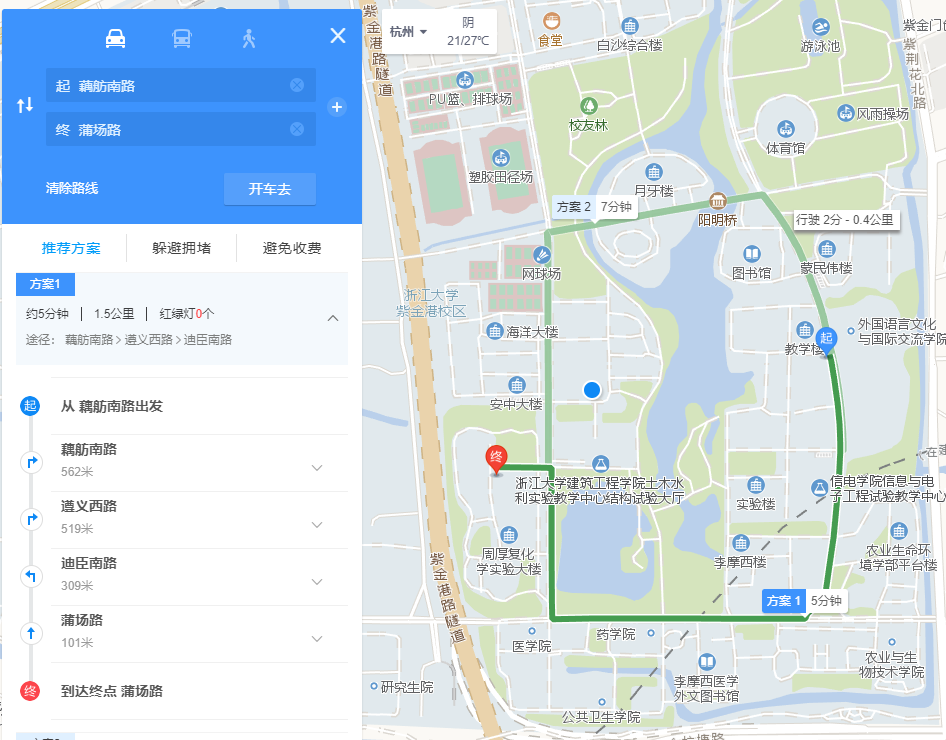 起 藕舫南路
终 蒲场路
清除路线
开车去
推荐方案
躲避拥堵
避免收费
方案1
约5分钟 | 1.5公里 | 红绿灯0个
途径： 藕舫南路 > 遵义西路 > 迪臣南路
起
从 藕舫南路出发
藕舫南路
562米
遵义西路
519米
迪臣南路
309米
蒲场路
101米
终
到达终点 蒲场路
杭州
阴
21/27℃
紫金港路隧道
食堂
白沙综合楼
游泳池
紫荆花北路
PU篮、排球场
校友林
风雨操场
体育馆
塑胶田径场
月牙楼
方案 2 7分钟
阳明桥
行驶 2分 - 0.4公里
网球场
图书馆
蒙民伟楼
浙江大学
紫金港校区
海洋大楼
教学楼
起
外国语言文化
与国际交流学院
安中大楼
终
浙江大学建筑工程学院土木水
利实验教学中心结构试验大厅
实验楼
信电学院信息与电
子工程试验教学中心
在建
周厚复化
学实验大楼
李摩西楼
农业生命环
境学部平台楼
紫金港路隧道
方案 1 5分钟
医学院
药学院
农业与生
物技术学院
研究生院
李摩西医学
外文图书馆
公共卫生学院